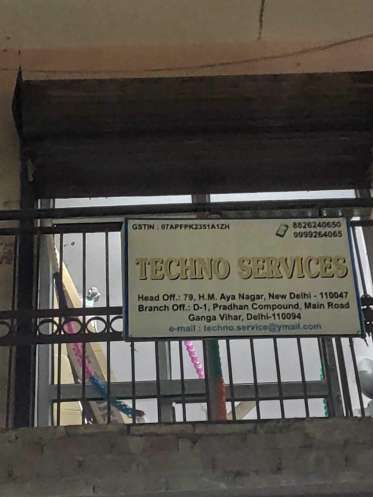 GSTIN : 07APFPK2351A1ZH
8826240650
9999264065
TECHNO SERVICES
Head Off.: 79, H.M. Aya Nagar, New Delhi - 110047
Branch Off.: D-1, Pradhan Compound, Main Road
Ganga Vihar, Delhi-110094
e-mail : techno.service@ymail.com